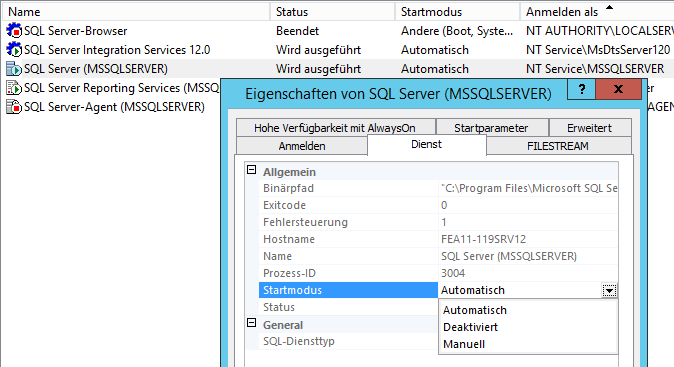 Name Status Startmodus Anmelden als
SQL Server-Browser Beendet Andere (Boot, Syste... NT AUTHORITY\LOCALSERV
SQL Server Integration Services 12.0 Wird ausgeführt Automatisch NT Service\MsDtsServer120
SQL Server (MSSQLSERVER) Wird ausgeführt Automatisch NT Service\MSSQLSERVER
SQL Server Reporting Services (MSSQ
SQL Server-Agent (MSSQLSERVER)
Eigenschaften von SQL Server (MSSQLSERVER) ? x
Hohe Verfügbarkeit mit AlwaysOn Startparameter Erweitert
Anmelden Dienst FILESTREAM
Allgemein
Binärpfad "C:\Program Files\Microsoft SQL Se
Exitcode 0
Fehlersteuerung 1
Hostname FEA11-119SRV12
Name SQL Server (MSSQLSERVER)
Prozess-ID 3004
Startmodus Automatisch
Status Automatisch
General Deaktiviert
SQL-Diensttyp Manuell